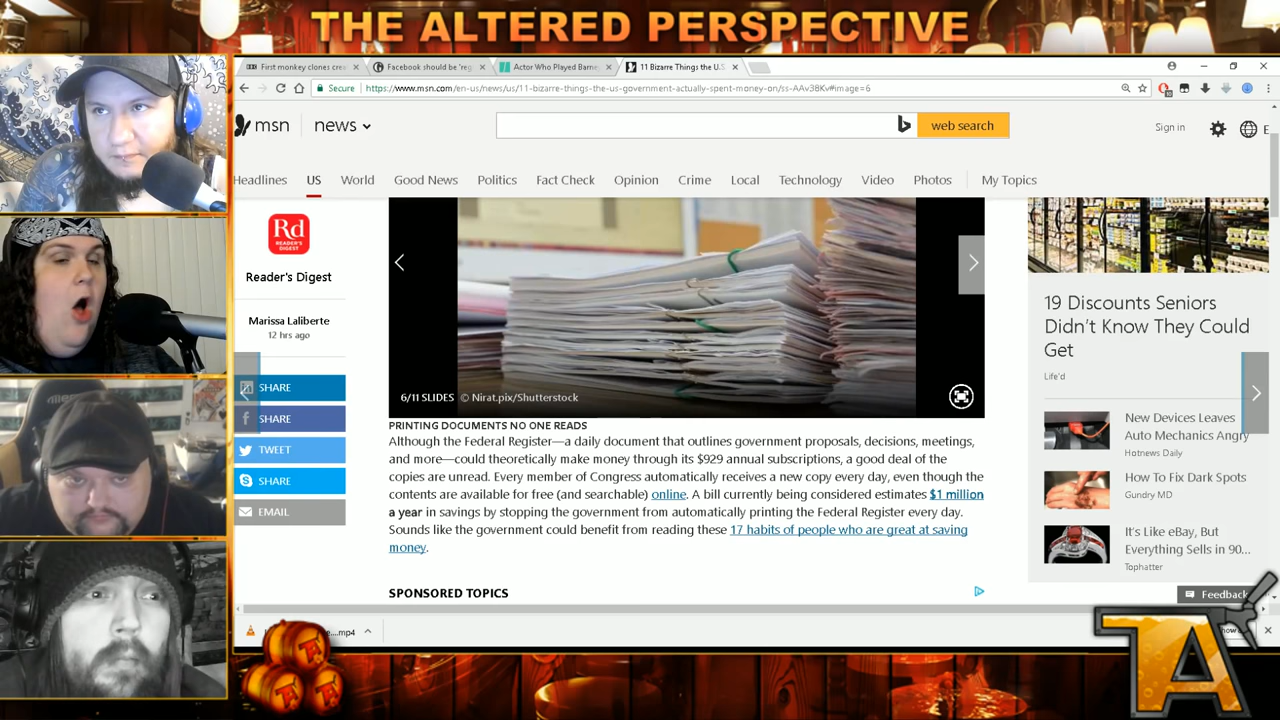 THE ALTERED PERSPECTIVE
First monkey clones cre
Facebook should be 'reg
Actor Who Played Barne
11 Bizarre Things the U.S.
Secure
https://www.msn.com/en-us/news/us/11-bizarre-things-the-us-government-actually-spent-money-on/ss-AAv38Kv#image=6
msn
news
web search
Sign in
Headlines
US
World
Good News
Politics
Fact Check
Opinion
Crime
Local
Technology
Video
Photos
My Topics
Rd
READER'S DIGEST
Reader's Digest
Marissa Laliberte
12 hrs ago
SHARE
SHARE
TWEET
SHARE
EMAIL
6/11 SLIDES © Nirat.pix/Shutterstock
PRINTING DOCUMENTS NO ONE READS
Although the Federal Register—a daily document that outlines government proposals, decisions, meetings,
and more—could theoretically make money through its $929 annual subscriptions, a good deal of the
copies are unread. Every member of Congress automatically receives a new copy every day, even though the
contents are available for free (and searchable) online. A bill currently being considered estimates $1 million
a year in savings by stopping the government from automatically printing the Federal Register every day.
Sounds like the government could benefit from reading these 17 habits of people who are great at saving
money.
SPONSORED TOPICS
19 Discounts Seniors
Didn't Know They Could
Get
Life'd
New Devices Leaves
Auto Mechanics Angry
Hotnews Daily
How To Fix Dark Spots
Gundry MD
It's Like eBay, But
Everything Sells in 90...
Tophatter
Feedback
....mp4
TA